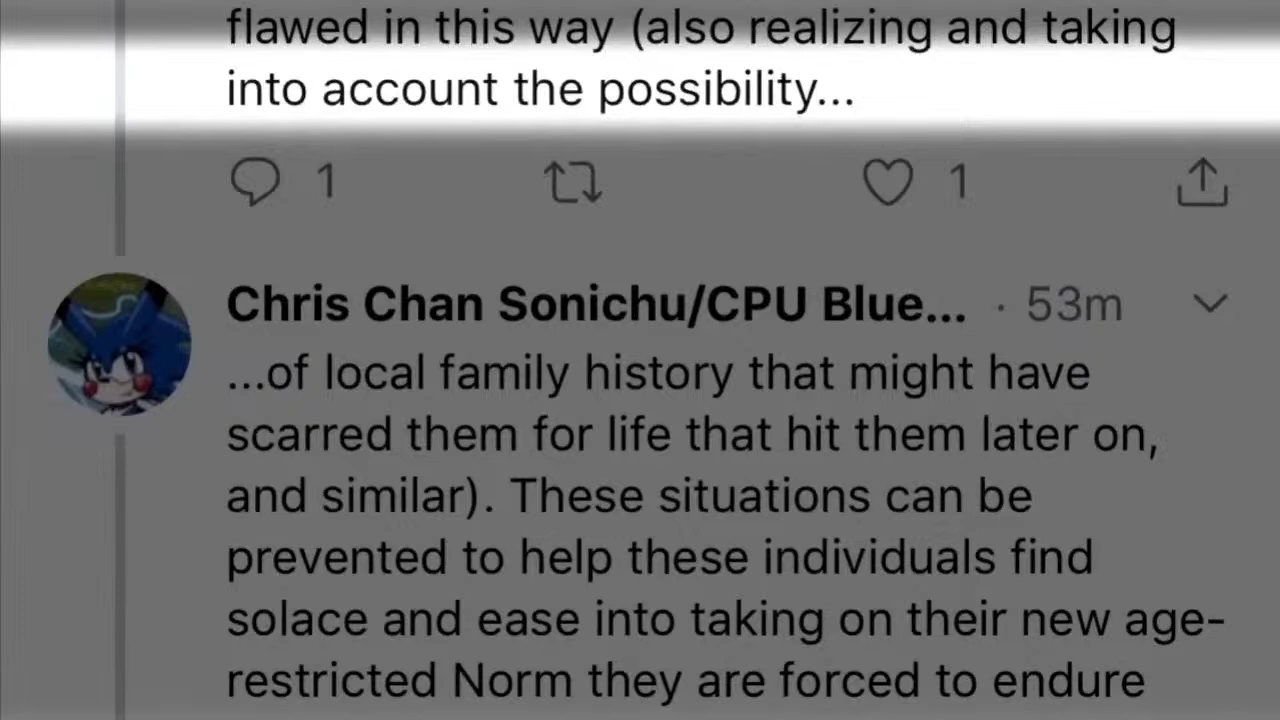 flawed in this way (also realizing and taking
into account the possibility...
1 1
Chris Chan Sonichu/CPU Blue... · 53m
...of local family history that might have
scarred them for life that hit them later on,
and similar). These situations can be
prevented to help these individuals find
solace and ease into taking on their new age-
restricted Norm they are forced to endure